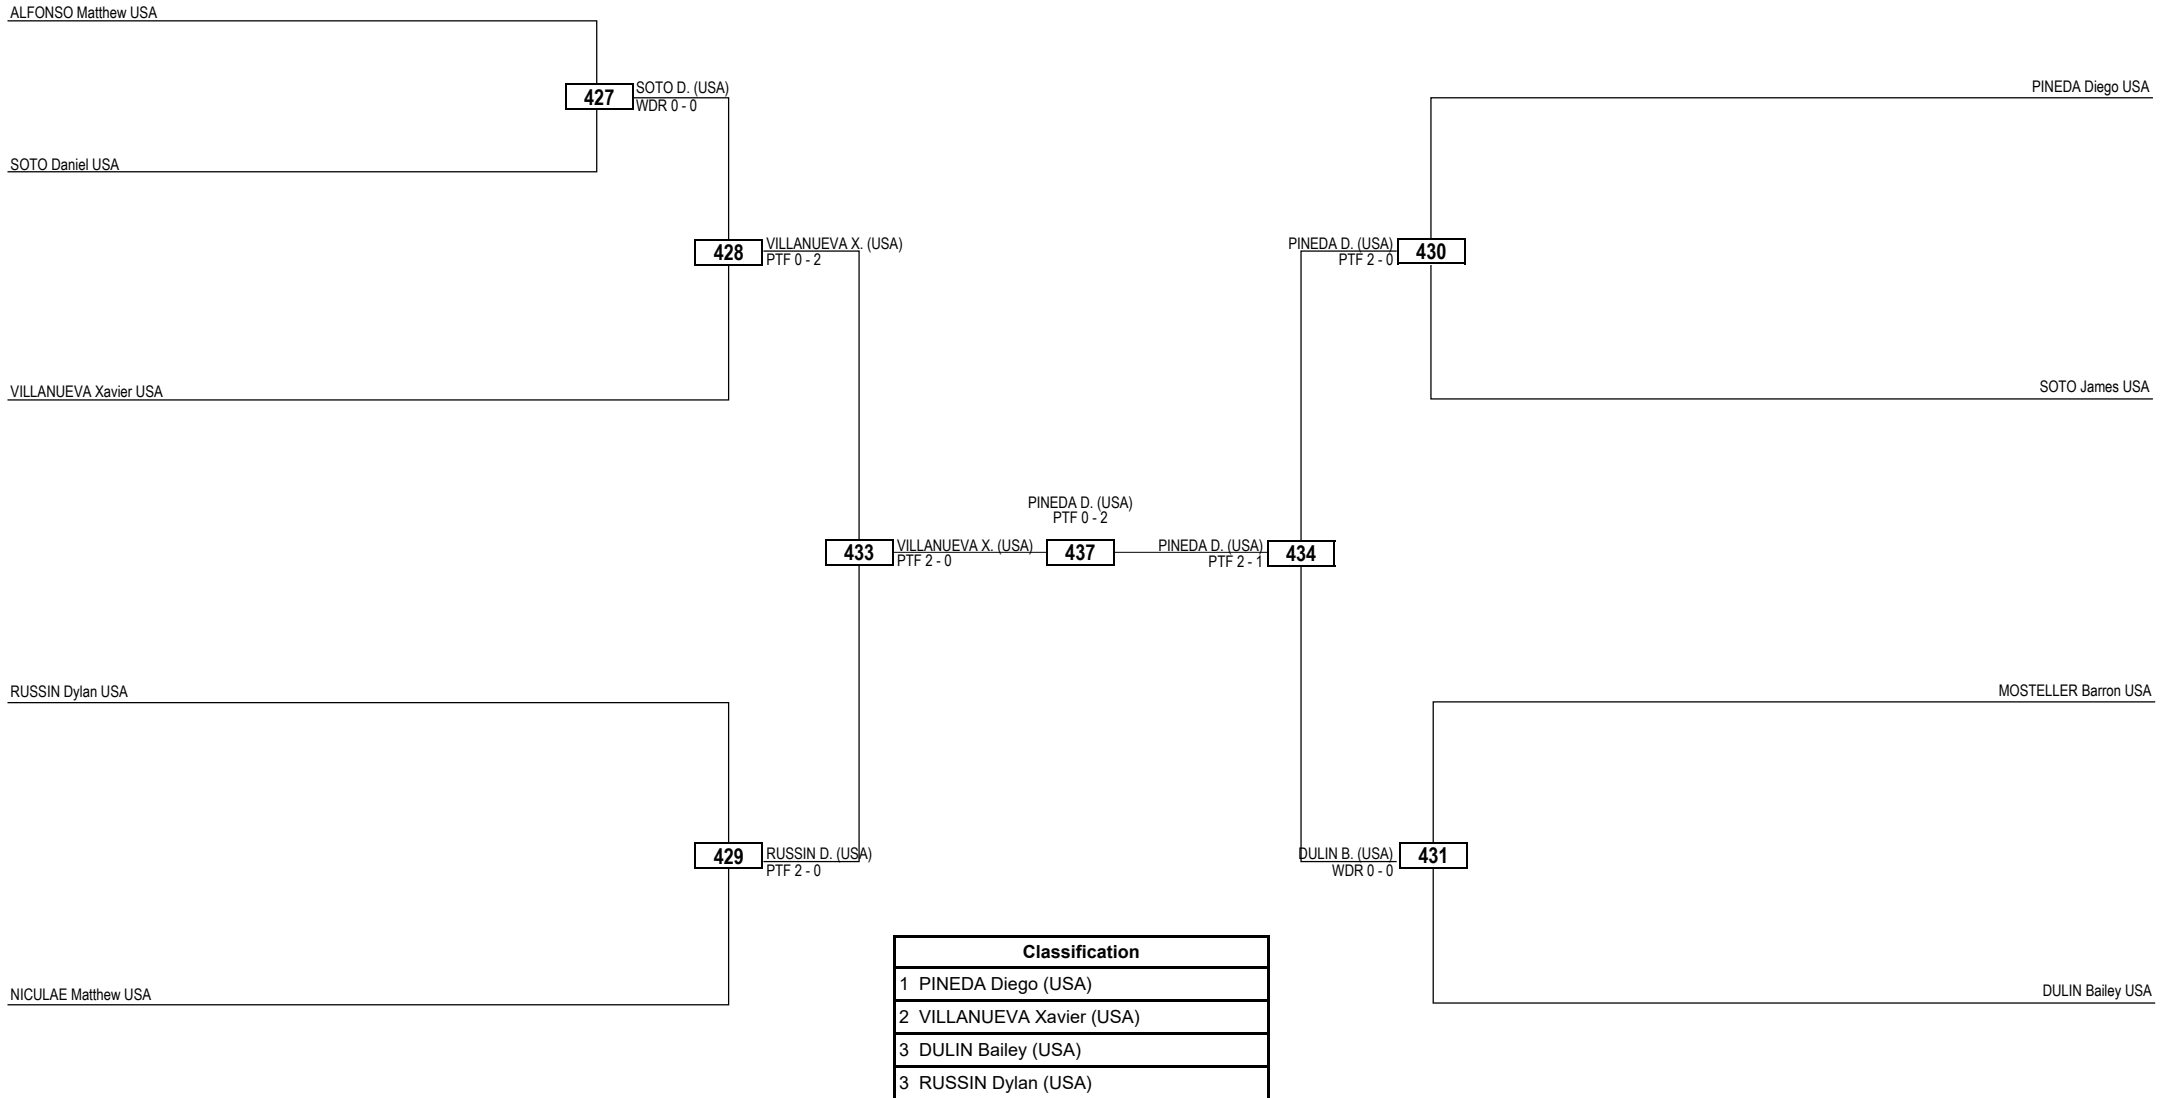 ALFONSO Matthew USA
427
SOTO D. (USA)
WDR 0 - 0
SOTO Daniel USA
428
VILLANUEVA X. (USA)
PTF 0 - 2
VILLANUEVA Xavier USA
433
VILLANUEVA X. (USA)
PTF 2 - 0
RUSSIN Dylan USA
429
RUSSIN D. (USA)
PTF 2 - 0
NICULAE Matthew USA
PINEDA D. (USA)
PTF 0 - 2
437
PINEDA Diego USA
PINEDA D. (USA)
PTF 2 - 0
430
SOTO James USA
PINEDA D. (USA)
PTF 2 - 1
434
MOSTELLER Barron USA
DULIN B. (USA)
WDR 0 - 0
431
DULIN Bailey USA
Classification
1 PINEDA Diego (USA)
2 VILLANUEVA Xavier (USA)
3 DULIN Bailey (USA)
3 RUSSIN Dylan (USA)